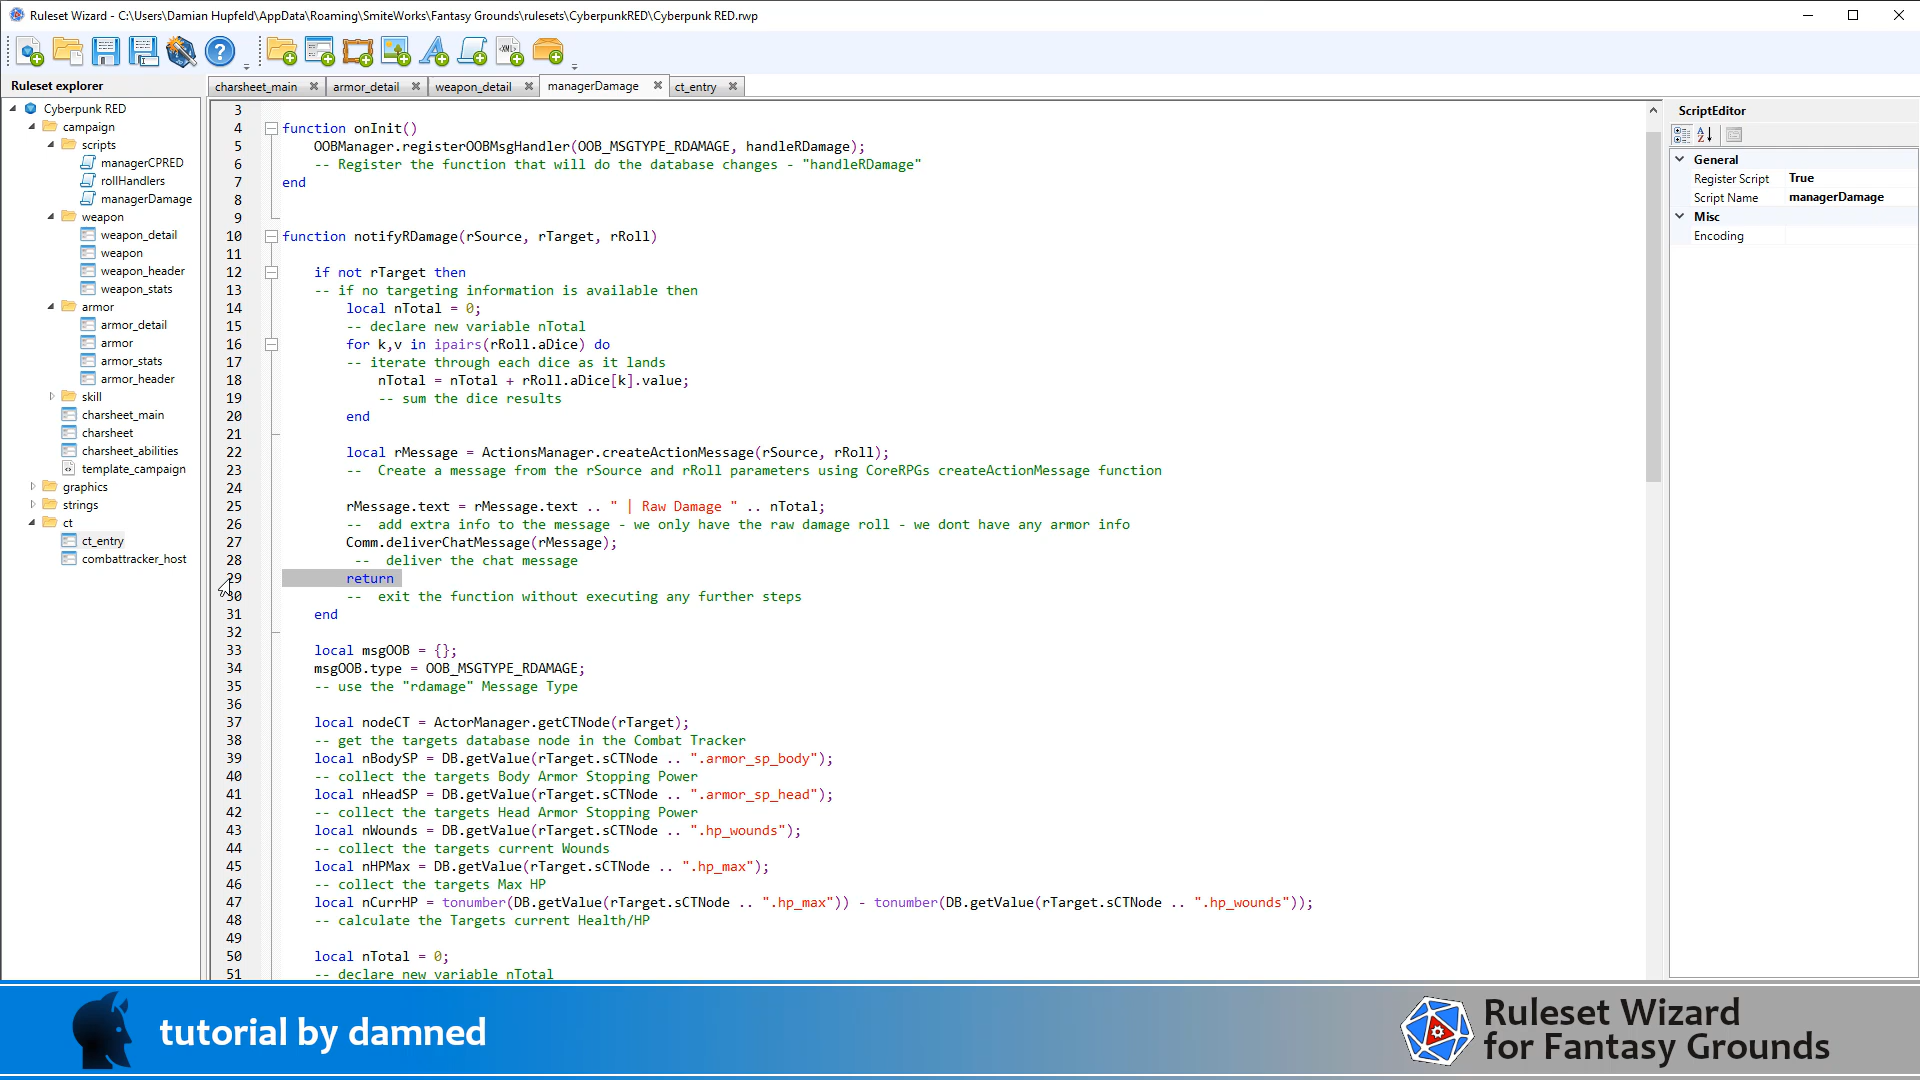 Ruleset Wizard - C:\Users\Damian Hupfeld\AppData\Roaming\SmiteWorks\Fantasy Grounds\rulesets\CyberpunkRED\Cyberpunk RED.rwp
Ruleset explorer
charsheet_main
armor_detail
weapon_detail
managerDamage
ct_entry
Cyberpunk RED
campaign
scripts
managerCPRED
rollHandlers
managerDamage
weapon
weapon_detail
weapon
weapon_header
weapon_stats
armor
armor_detail
armor
armor_stats
armor_header
skill
charsheet_main
charsheet
charsheet_abilities
template_campaign
graphics
strings
ct
ct_entry
combattracker_host
3
4 function onInit()
5 OOBManager.registerOOBMsgHandler(OOB_MSGTYPE_RDAMAGE, handleRDamage);
6 -- Register the function that will do the database changes - "handleRDamage"
7 end
8
9
10 function notifyRDamage(rSource, rTarget, rRoll)
11
12 if not rTarget then
13 -- if no targeting information is available then
14 local nTotal = 0;
15 -- declare new variable nTotal
16 for k,v in ipairs(rRoll.aDice) do
17 -- iterate through each dice as it lands
18 nTotal = nTotal + rRoll.aDice[k].value;
19 -- sum the dice results
20 end
21
22 local rMessage = ActionsManager.createActionMessage(rSource, rRoll);
23 --  Create a message from the rSource and rRoll parameters using CoreRPGs createActionMessage function
24
25 rMessage.text = rMessage.text .. " | Raw Damage " .. nTotal;
26 --  add extra info to the message - we only have the raw damage roll - we dont have any armor info
27 Comm.deliverChatMessage(rMessage);
28 --  deliver the chat message
29 return
30 --  exit the function without executing any further steps
31 end
32
33 local msgOOB = {};
34 msgOOB.type = OOB_MSGTYPE_RDAMAGE;
35 -- use the "rdamage" Message Type
36
37 local nodeCT = ActorManager.getCTNode(rTarget);
38 -- get the targets database node in the Combat Tracker
39 local nBodySP = DB.getValue(rTarget.sCTNode .. ".armor_sp_body");
40 -- collect the targets Body Armor Stopping Power
41 local nHeadSP = DB.getValue(rTarget.sCTNode .. ".armor_sp_head");
42 -- collect the targets Head Armor Stopping Power
43 local nWounds = DB.getValue(rTarget.sCTNode .. ".hp_wounds");
44 -- collect the targets current Wounds
45 local nHPMax = DB.getValue(rTarget.sCTNode .. ".hp_max");
46 -- collect the targets Max HP
47 local nCurrHP = tonumber(DB.getValue(rTarget.sCTNode .. ".hp_max")) - tonumber(DB.getValue(rTarget.sCTNode .. ".hp_wounds"));
48 -- calculate the Targets current Health/HP
49
50 local nTotal = 0;
51 -- declare new variable nTotal
ScriptEditor
General
Register Script True
Script Name managerDamage
Misc
Encoding
tutorial by damned
Ruleset Wizard
for Fantasy Grounds